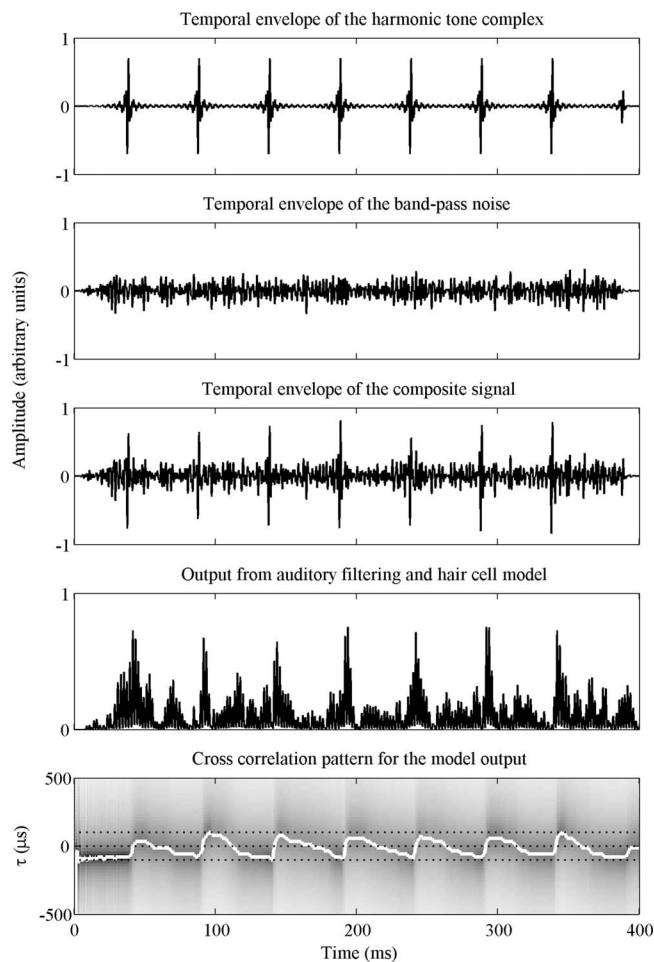 Temporal envelope of the harmonic tone complex
1
0
-1
Temporal envelope of the band-pass noise
1
0
-1
Amplitude (arbitrary units)
Temporal envelope of the composite signal
1
0
-1
Output from auditory filtering and hair cell model
1
0
Cross correlation pattern for the model output
500
0
-500
τ (μs)
0 100 200 300 400
Time (ms)